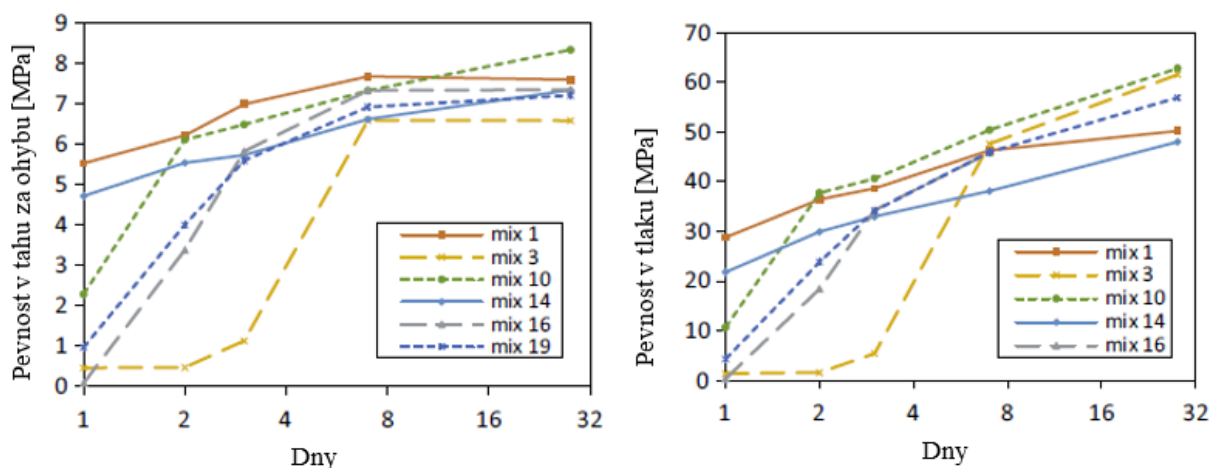 Pevnost v tahu za ohybu [MPa]
9
8
7
6
5
4
3
2
1
0
mix 1
mix 3
mix 10
mix 14
mix 16
mix 19
1 2 4 8 16 32
Dny
Pevnost v tlaku [MPa]
70
60
50
40
30
20
10
0
mix 1
mix 3
mix 10
mix 14
mix 16
1 2 4 8 16 32
Dny